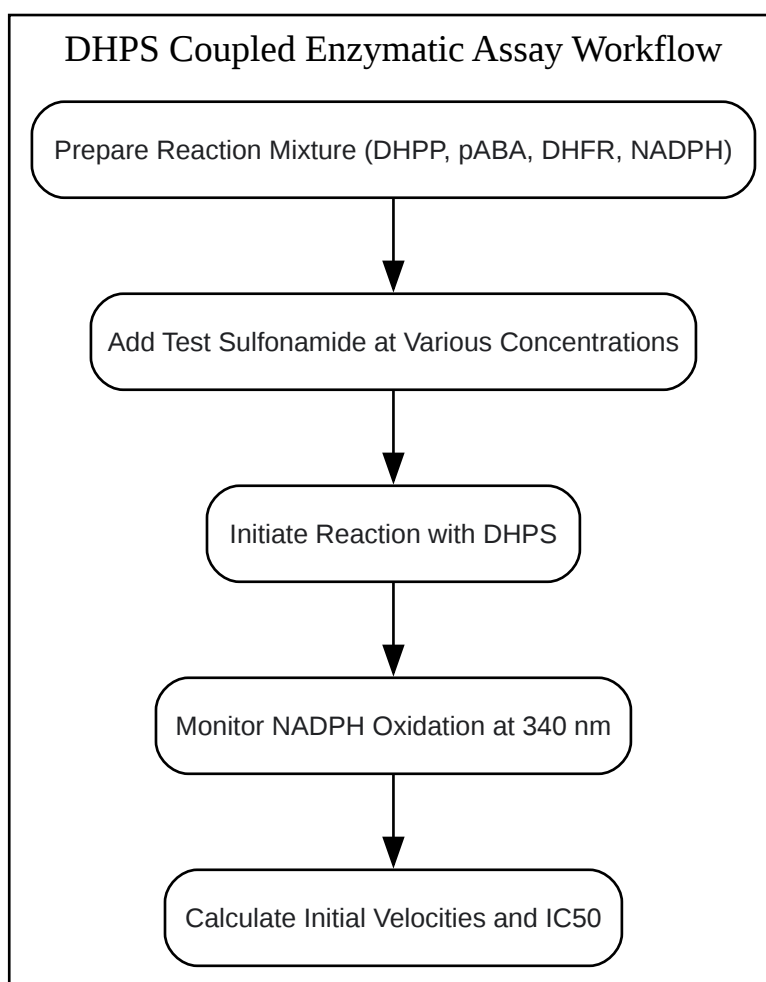 DHPS Coupled Enzymatic Assay Workflow
Prepare Reaction Mixture (DHPP, pABA, DHFR, NADPH)
Add Test Sulfonamide at Various Concentrations
Initiate Reaction with DHPS
Monitor NADPH Oxidation at 340 nm
Calculate Initial Velocities and IC50